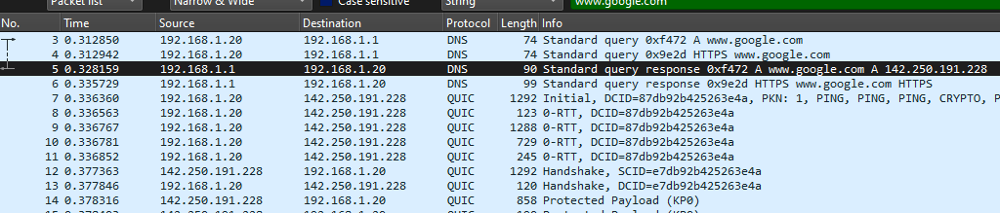 Packet list Narrow & Wide Case sensitive String www.google.com
No. Time Source Destination Protocol Length Info
3 0.312850 192.168.1.20 192.168.1.1 DNS 74 Standard query 0xf472 A www.google.com
4 0.312942 192.168.1.20 192.168.1.1 DNS 74 Standard query 0x9e2d HTTPS www.google.com
5 0.328159 192.168.1.1 192.168.1.20 DNS 90 Standard query response 0xf472 A www.google.com A 142.250.191.228
6 0.335729 192.168.1.1 192.168.1.20 DNS 99 Standard query response 0x9e2d HTTPS www.google.com HTTPS
7 0.336360 192.168.1.20 142.250.191.228 QUIC 1292 Initial, DCID=87db92b425263e4a, PKN: 1, PING, PING, PING, CRYPTO, P
8 0.336563 192.168.1.20 142.250.191.228 QUIC 123 0-RTT, DCID=87db92b425263e4a
9 0.336767 192.168.1.20 142.250.191.228 QUIC 1288 0-RTT, DCID=87db92b425263e4a
10 0.336781 192.168.1.20 142.250.191.228 QUIC 729 0-RTT, DCID=87db92b425263e4a
11 0.336852 192.168.1.20 142.250.191.228 QUIC 245 0-RTT, DCID=87db92b425263e4a
12 0.377363 142.250.191.228 192.168.1.20 QUIC 1292 Handshake, SCID=e7db92b425263e4a
13 0.377846 192.168.1.20 142.250.191.228 QUIC 120 Handshake, DCID=e7db92b425263e4a
14 0.378316 142.250.191.228 192.168.1.20 QUIC 858 Protected Payload (KP0)
142.250.191.228 192.168.1.20 QUIC Protected Payload (KP0)